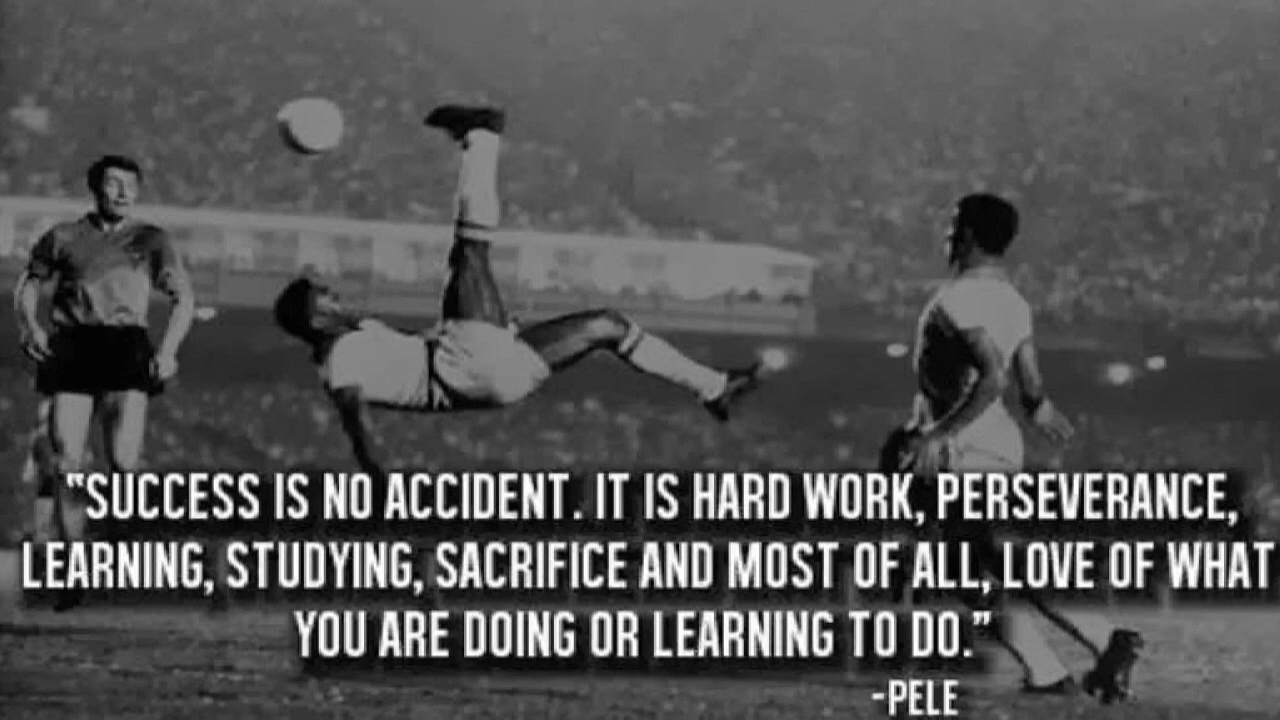 "SUCCESS IS NO ACCIDENT. IT IS HARD WORK, PERSEVERANCE,
LEARNING, STUDYING, SACRIFICE AND MOST OF ALL, LOVE OF WHAT
YOU ARE DOING OR LEARNING TO DO."
-PELE